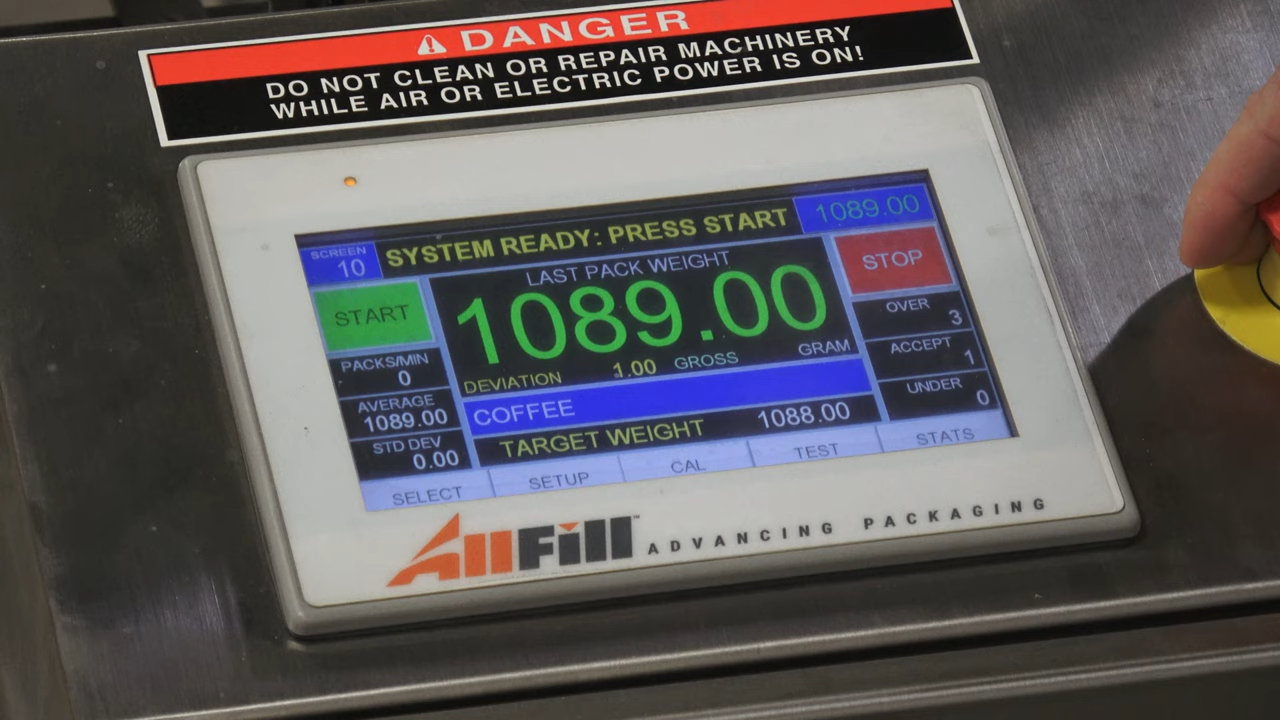 DANGER
DO NOT CLEAN OR REPAIR MACHINERY
WHILE AIR OR ELECTRIC POWER IS ON!
SCREEN
10
SYSTEM READY: PRESS START
1089.00
START
LAST PACK WEIGHT
1089.00
STOP
DEVIATION 1.00 GROSS GRAM
PACKS/MIN
0
AVERAGE
1089.00
STD DEV
0.00
COFFEE
TARGET WEIGHT 1088.00
OVER
3
ACCEPT
1
UNDER
0
SELECT SETUP CAL TEST STATS
AllFill™ ADVANCING PACKAGING